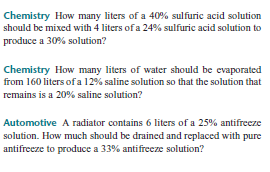 Chemistry How many liters of a 40% sulfuric acid solution
should be mixed with 4 liters of a 24% sulfuric acid solution to
produce a 30% solution?
Chemistry How many liters of water should be evaporated
from 160 liters of a 12% saline solution so that the solution that
remains is a 20% saline solution?
Automotive A radiator contains 6 liters of a 25% antifreeze
solution. How much should be drained and replaced with pure
antifreeze to produce a 33% antifreeze solution?